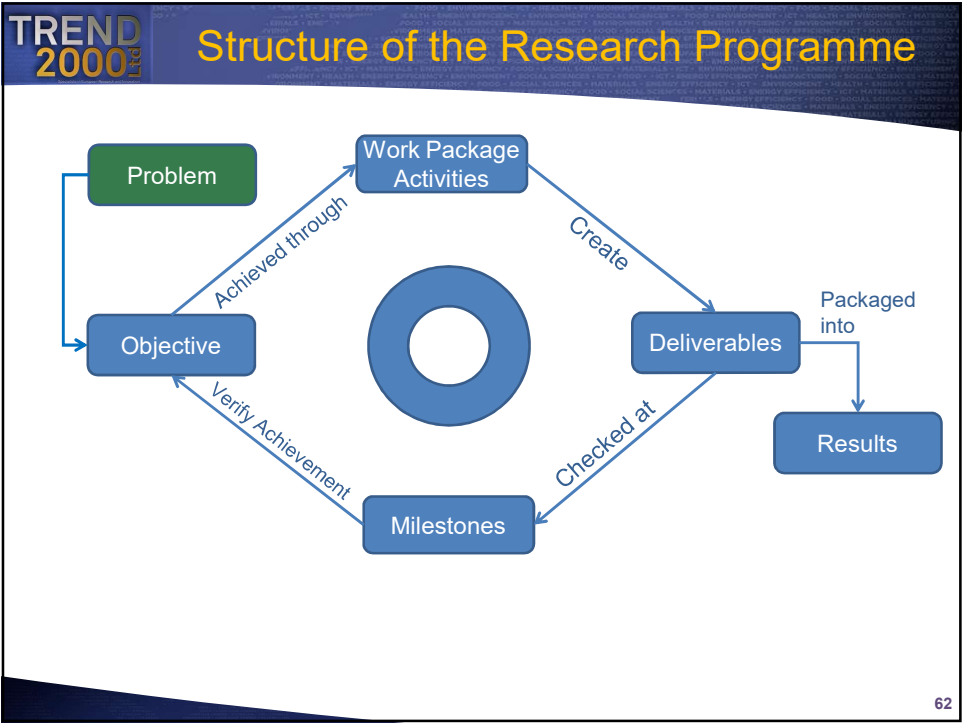 TREND
2000 Ltd
Structure of the Research Programme
Problem
Work Package
Activities
Achieved through
Create
Packaged
into
Objective
Deliverables
Verify Achievement
Checked at
Results
Milestones
62